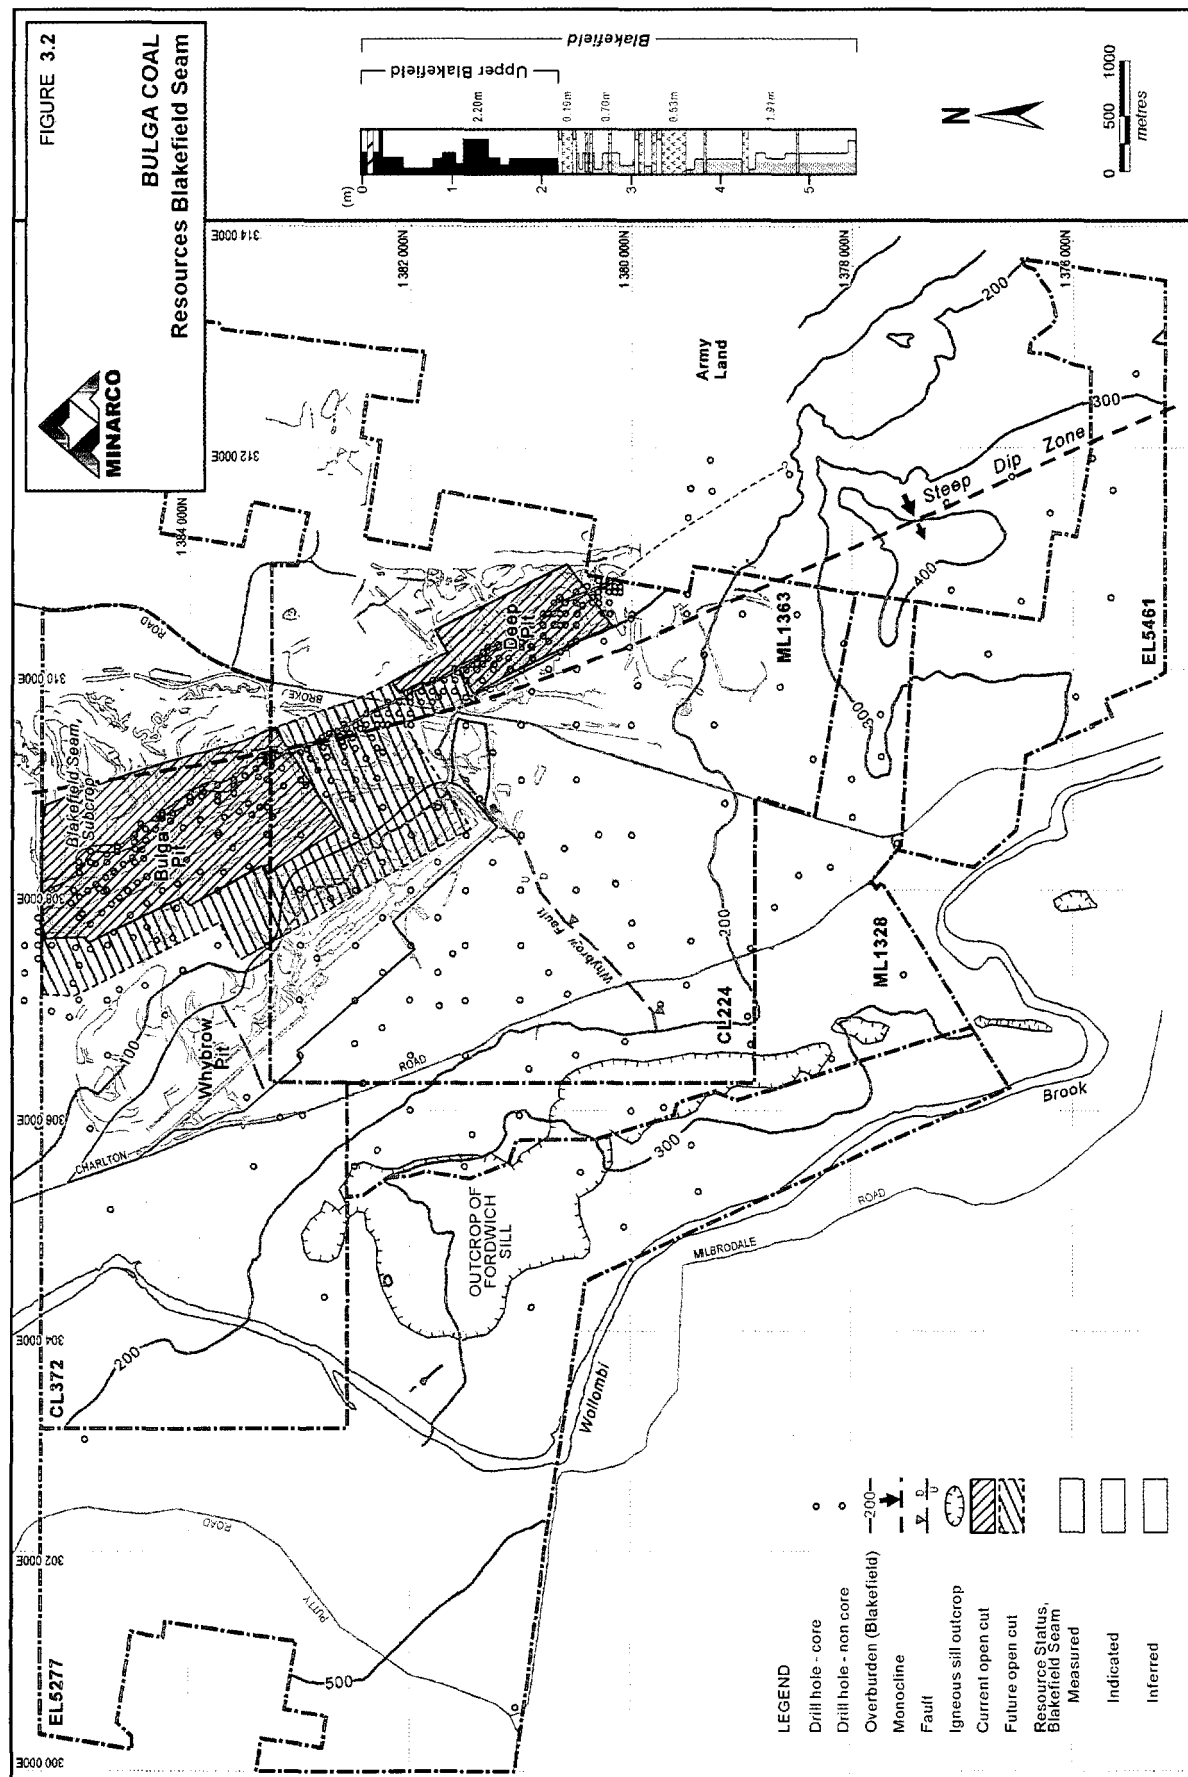 FIGURE 3.2
BULGA COAL
Resources Blakefield Seam
MINARCO
Blakefield
Upper Blakefield
2.20m
0.19m
0.70m
0.53m
1.91m
(m)
0
1
2
3
4
5
N
0
500
1000
metres
300 000E
302 000E
304 000E
306 000E
308 000E
310 000E
312 000E
314 000E
1 384 000N
1 382 000N
1 380 000N
1 378 000N
1 376 000N
EL5277
CL372
CL224
ML1328
ML1363
EL5461
Blakefield Seam,
Subcrop
Bulga
Pit
Deep
Pit
Whybrow
Pit
Whybrow Fault
Army
Land
Steep Dip Zone
OUTCROP OF
FORDWICH
SILL
Wollombi
Brook
PUTTY
ROAD
CHARLTON
ROAD
MILBRODALE
ROAD
BROKE
ROAD
100
200
200
200
300
300
300
400
500
LEGEND
Drill hole - core
Drill hole - non core
Overburden (Blakefield)
200
Monocline
Fault
D
U
Igneous sill outcrop
Current open cut
Future open cut
Resource Status,
Blakefield Seam
Measured
Indicated
Inferred